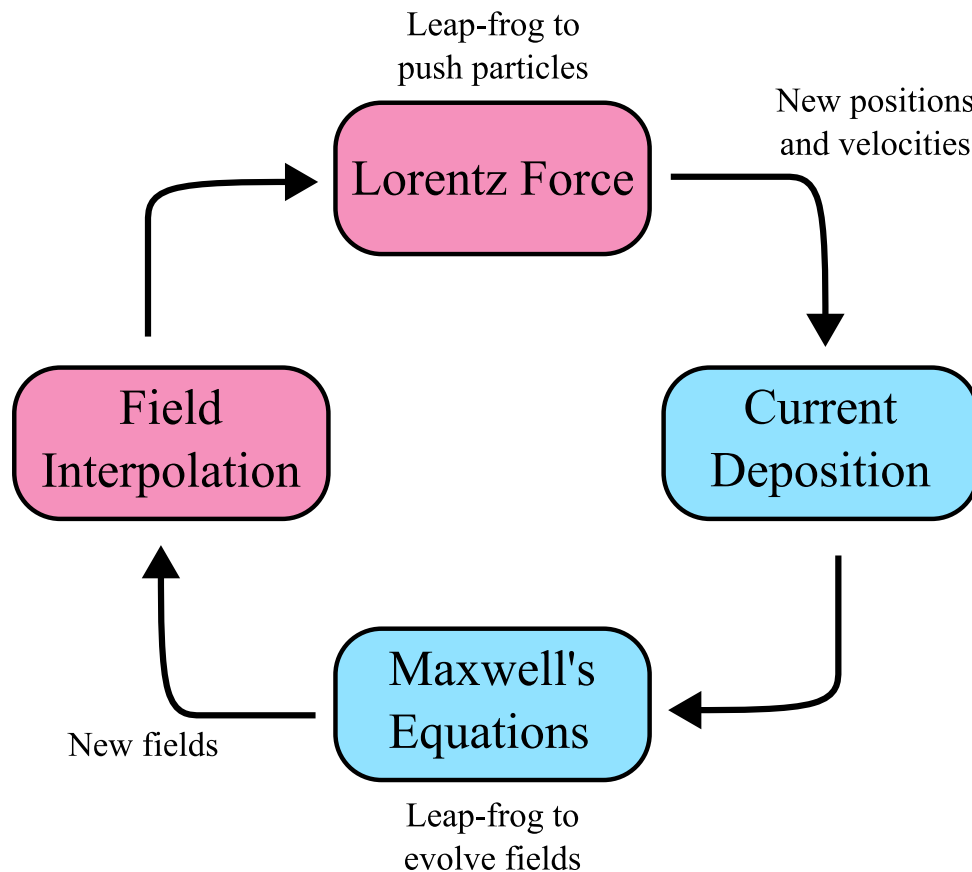 Leap-frog to
push particles
Lorentz Force
New positions
and velocities
Field
Interpolation
Current
Deposition
Maxwell's
Equations
New fields
Leap-frog to
evolve fields